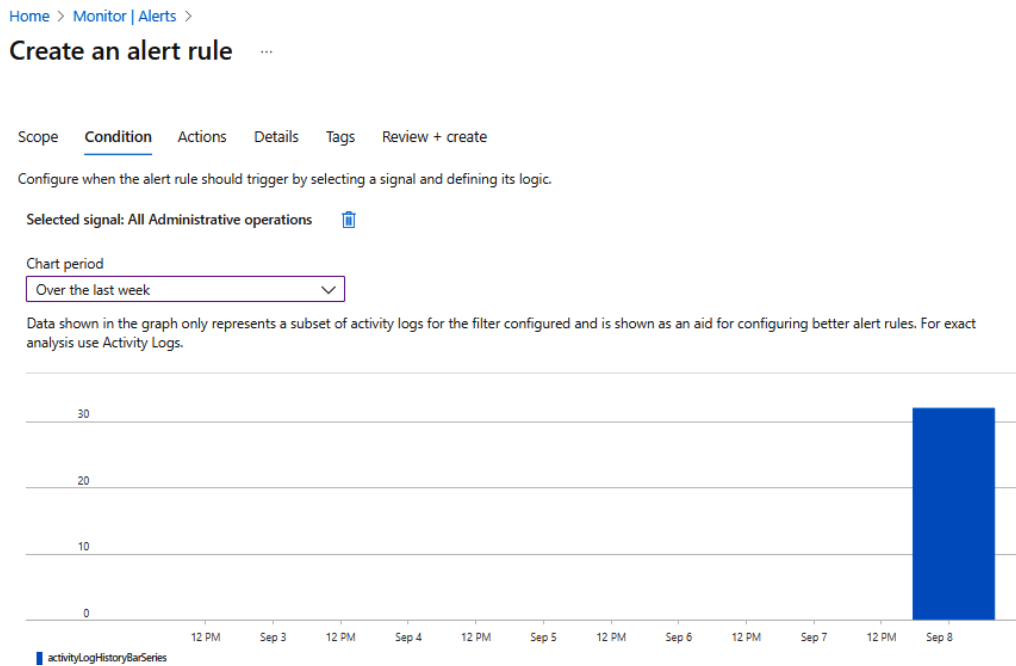 Home > Monitor | Alerts >
Create an alert rule ...
Scope Condition Actions Details Tags Review + create
Configure when the alert rule should trigger by selecting a signal and defining its logic.
Selected signal: All Administrative operations
Chart period
Over the last week
Data shown in the graph only represents a subset of activity logs for the filter configured and is shown as an aid for configuring better alert rules. For exact
analysis use Activity Logs.
30
20
10
0
12 PM Sep 3 12 PM Sep 4 12 PM Sep 5 12 PM Sep 6 12 PM Sep 7 12 PM Sep 8
activityLogHistoryBarSeries